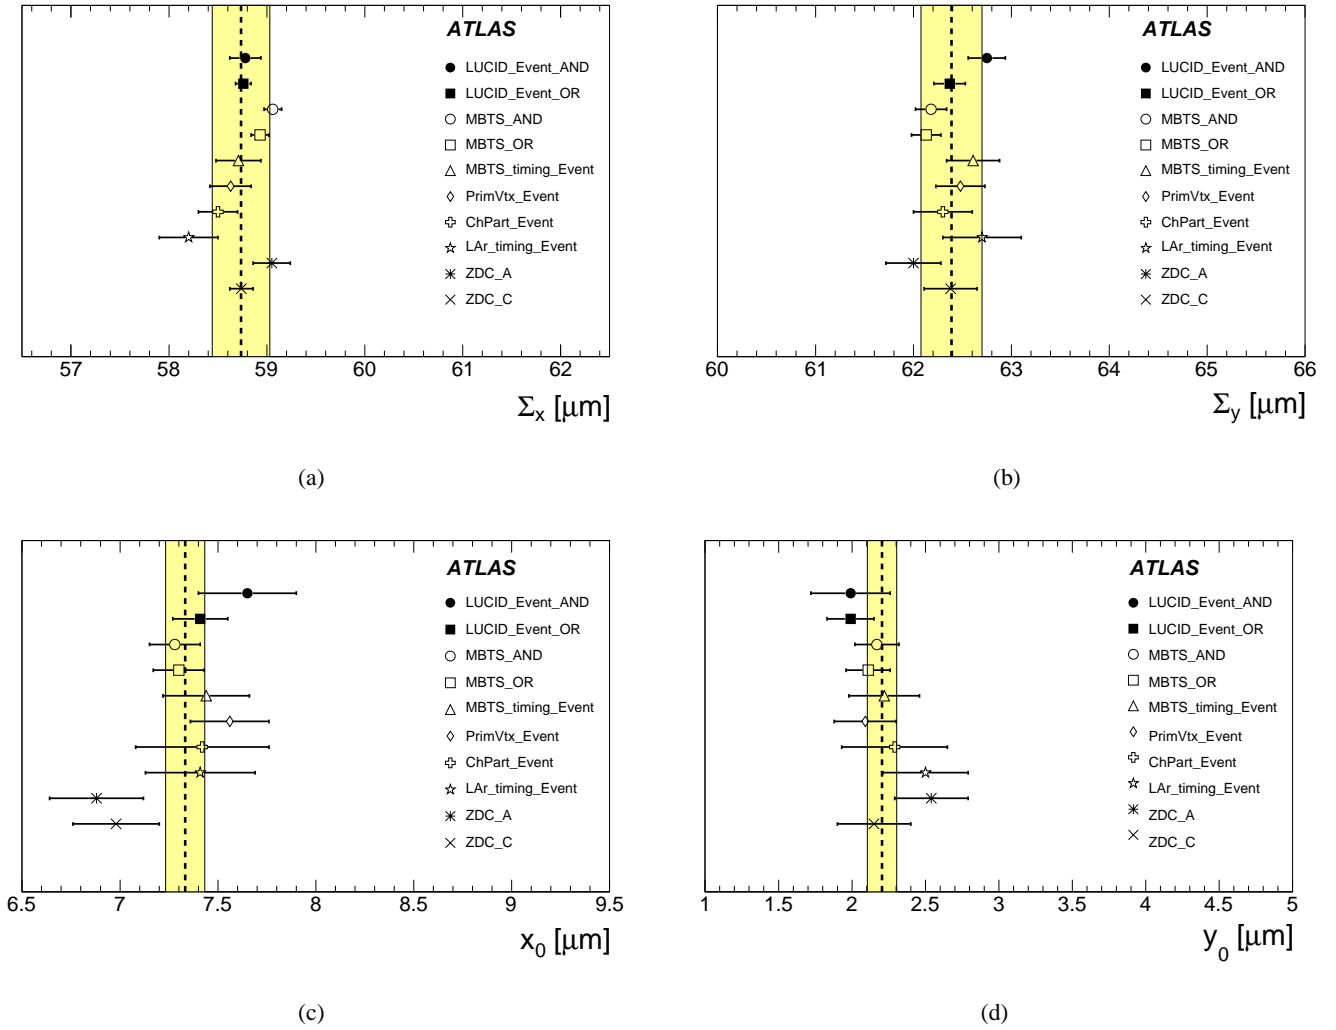 ATLAS
LUCID_Event_AND
LUCID_Event_OR
MBTS_AND
MBTS_OR
MBTS_timing_Event
PrimVtx_Event
ChPart_Event
LAr_timing_Event
ZDC_A
ZDC_C
57 58 59 60 61 62
Σx [μm]
(a)
ATLAS
LUCID_Event_AND
LUCID_Event_OR
MBTS_AND
MBTS_OR
MBTS_timing_Event
PrimVtx_Event
ChPart_Event
LAr_timing_Event
ZDC_A
ZDC_C
60 61 62 63 64 65 66
Σy [μm]
(b)
ATLAS
LUCID_Event_AND
LUCID_Event_OR
MBTS_AND
MBTS_OR
MBTS_timing_Event
PrimVtx_Event
ChPart_Event
LAr_timing_Event
ZDC_A
ZDC_C
6.5 7 7.5 8 8.5 9 9.5
x0 [μm]
(c)
ATLAS
LUCID_Event_AND
LUCID_Event_OR
MBTS_AND
MBTS_OR
MBTS_timing_Event
PrimVtx_Event
ChPart_Event
LAr_timing_Event
ZDC_A
ZDC_C
1 1.5 2 2.5 3 3.5 4 4.5 5
y0 [μm]
(d)